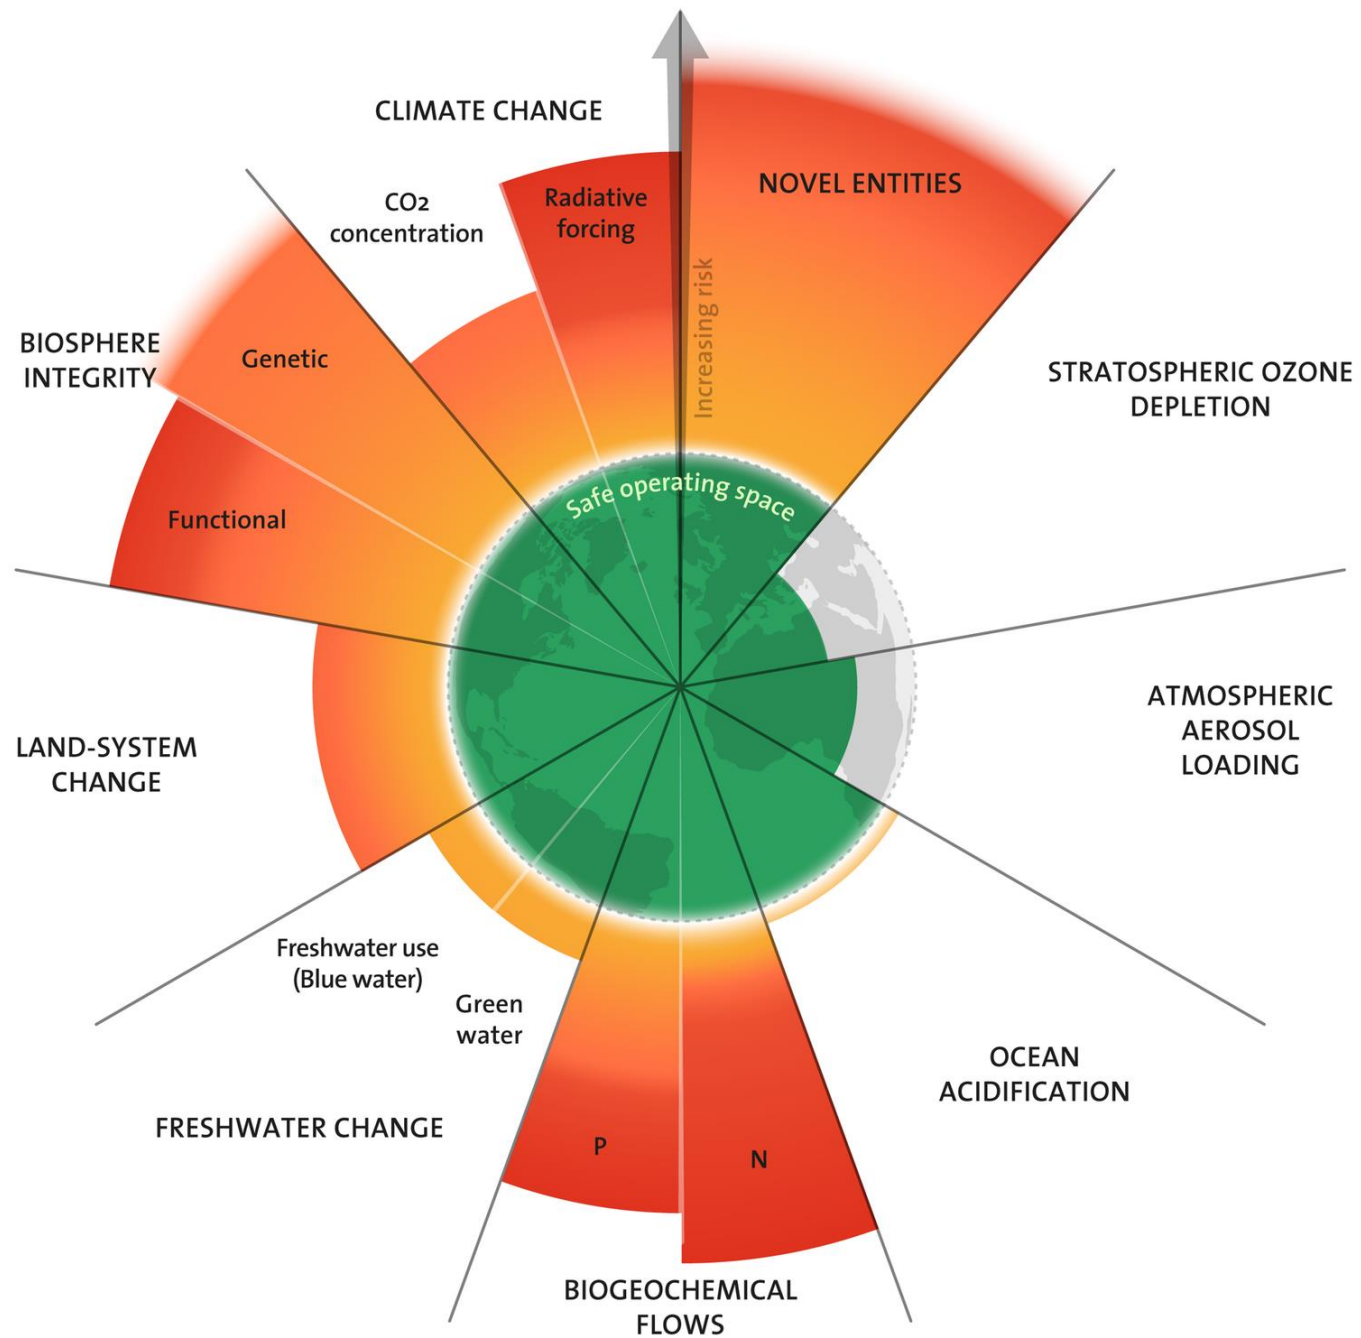 CLIMATE CHANGE
CO2
concentration
Radiative
forcing
NOVEL ENTITIES
Increasing risk
STRATOSPHERIC OZONE
DEPLETION
BIOSPHERE
INTEGRITY
Genetic
Functional
Safe operating space
ATMOSPHERIC
AEROSOL
LOADING
LAND-SYSTEM
CHANGE
Freshwater use
(Blue water)
Green
water
FRESHWATER CHANGE
P
N
OCEAN
ACIDIFICATION
BIOGEOCHEMICAL
FLOWS